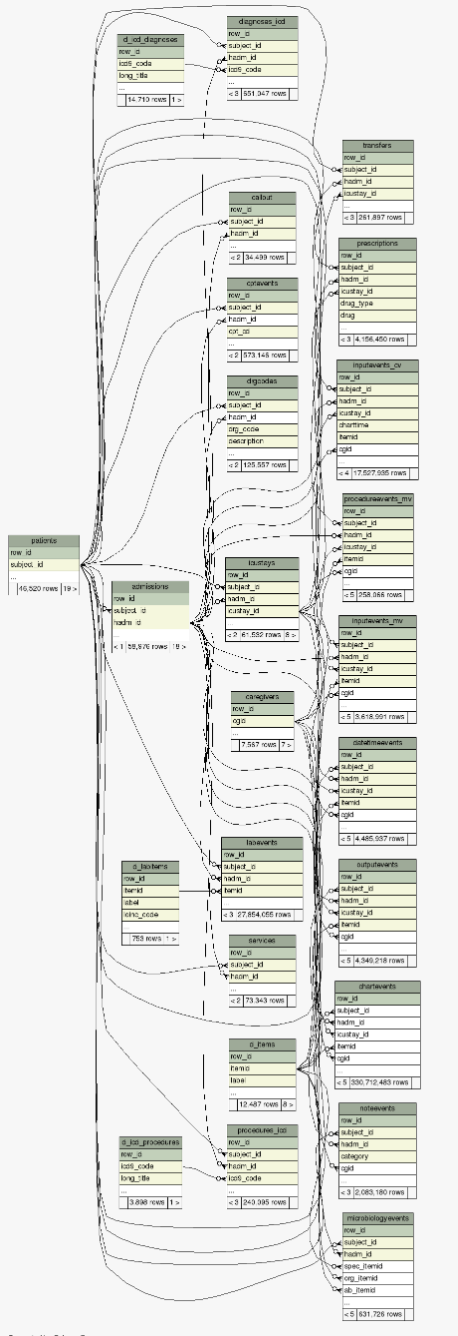 diagnoses_icd
row_id
subject_id
hadm_id
icd9_code
...
< 3 651,047 rows
d_icd_diagnoses
row_id
icd9_code
long_title
...
14,710 rows 1 >
transfers
row_id
subject_id
hadm_id
icustay_id
...
< 3 261,897 rows
callout
row_id
subject_id
hadm_id
...
< 2 34,499 rows
prescriptions
row_id
subject_id
hadm_id
icustay_id
drug_type
drug
...
< 3 4,156,450 rows
cptevents
row_id
subject_id
hadm_id
cpt_cd
...
< 2 573,146 rows
inputevents_cv
row_id
subject_id
hadm_id
icustay_id
charttime
itemid
cgid
...
< 4 17,527,935 rows
drgcodes
row_id
subject_id
hadm_id
drg_code
description
...
< 2 125,557 rows
procedureevents_mv
row_id
subject_id
hadm_id
icustay_id
itemid
cgid
...
< 5 258,066 rows
patients
row_id
subject_id
...
46,520 rows 19 >
admissions
row_id
subject_id
hadm_id
...
< 1 58,976 rows 18 >
icustays
row_id
subject_id
hadm_id
icustay_id
...
< 2 61,532 rows 8 >
inputevents_mv
row_id
subject_id
hadm_id
icustay_id
itemid
cgid
...
< 5 3,618,991 rows
caregivers
row_id
cgid
...
7,567 rows 7 >
datetimeevents
row_id
subject_id
hadm_id
icustay_id
itemid
cgid
...
< 5 4,485,937 rows
labevents
row_id
subject_id
hadm_id
itemid
...
< 3 27,854,055 rows
d_labitems
row_id
itemid
label
loinc_code
...
753 rows 1 >
outputevents
row_id
subject_id
hadm_id
icustay_id
itemid
cgid
...
< 5 4,349,218 rows
services
row_id
subject_id
hadm_id
...
< 2 73,343 rows
chartevents
row_id
subject_id
hadm_id
icustay_id
itemid
cgid
...
< 5 330,712,483 rows
d_items
row_id
itemid
label
...
12,487 rows 8 >
noteevents
row_id
subject_id
hadm_id
category
cgid
...
< 3 2,083,180 rows
d_icd_procedures
row_id
icd9_code
long_title
...
3,898 rows 1 >
procedures_icd
row_id
subject_id
hadm_id
icd9_code
...
< 3 240,095 rows
microbiologyevents
row_id
subject_id
hadm_id
spec_itemid
org_itemid
ab_itemid
...
< 5 631,726 rows